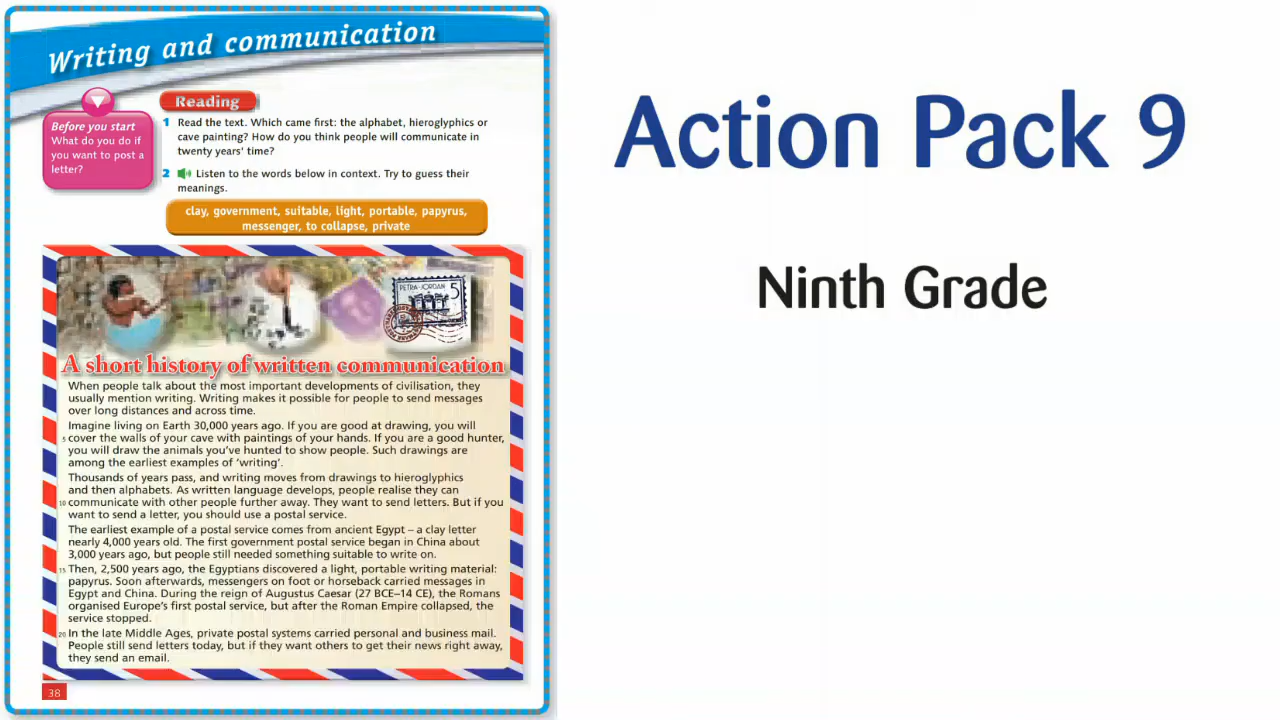 Writing and communication
Before you start
What do you do if
you want to post a
letter?
Reading
1 Read the text. Which came first: the alphabet, hieroglyphics or
cave painting? How do you think people will communicate in
twenty years' time?
2 Listen to the words below in context. Try to guess their
meanings.
clay, government, suitable, light, portable, papyrus,
messenger, to collapse, private
PETRA-JORDAN 5
A short history of written communication
When people talk about the most important developments of civilisation, they
usually mention writing. Writing makes it possible for people to send messages
over long distances and across time.
Imagine living on Earth 30,000 years ago. If you are good at drawing, you will
5 cover the walls of your cave with paintings of your hands. If you are a good hunter,
you will draw the animals you've hunted to show people. Such drawings are
among the earliest examples of 'writing'.
Thousands of years pass, and writing moves from drawings to hieroglyphics
and then alphabets. As written language develops, people realise they can
10 communicate with other people further away. They want to send letters. But if you
want to send a letter, you should use a postal service.
The earliest example of a postal service comes from ancient Egypt – a clay letter
nearly 4,000 years old. The first government postal service began in China about
3,000 years ago, but people still needed something suitable to write on.
15 Then, 2,500 years ago, the Egyptians discovered a light, portable writing material:
papyrus. Soon afterwards, messengers on foot or horseback carried messages in
Egypt and China. During the reign of Augustus Caesar (27 BCE–14 CE), the Romans
organised Europe's first postal service, but after the Roman Empire collapsed, the
service stopped.
20 In the late Middle Ages, private postal systems carried personal and business mail.
People still send letters today, but if they want others to get their news right away,
they send an email.
38
Action Pack 9
Ninth Grade